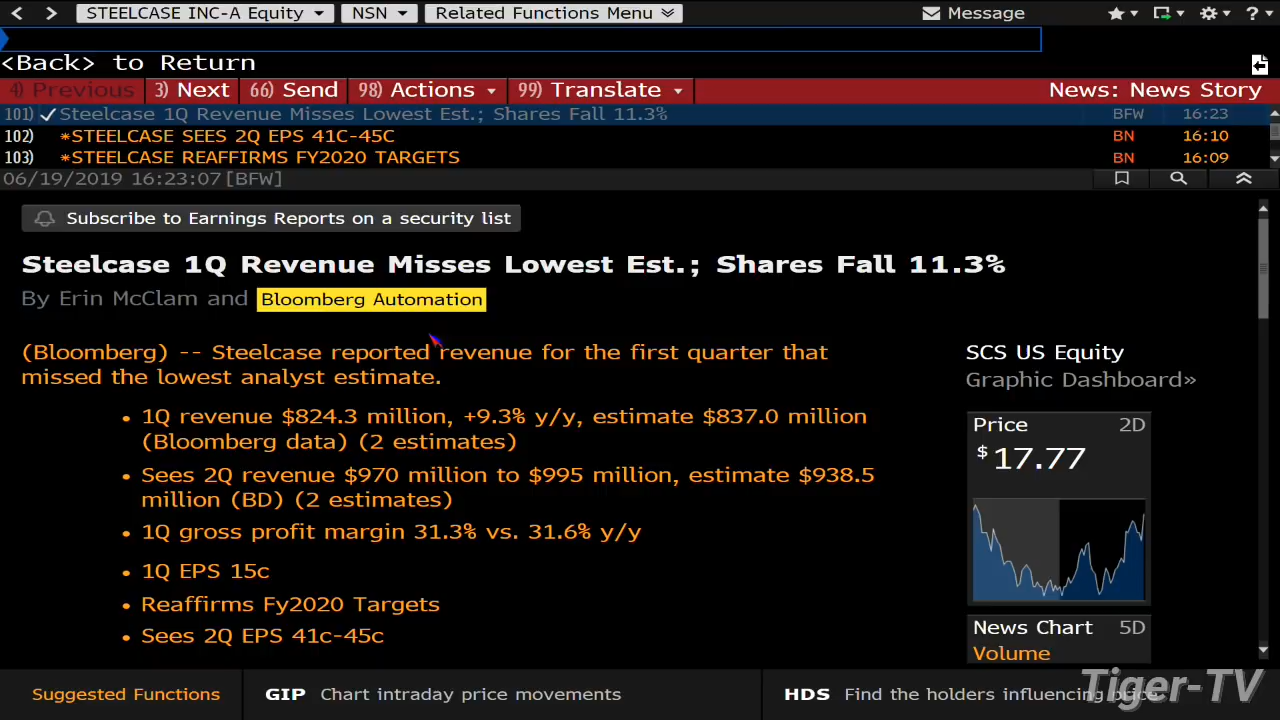 STEELCASE INC-A Equity NSN Related Functions Menu Message ?
<Back> to Return
4) Previous 3) Next 66) Send 98) Actions 99) Translate News: News Story
101) Steelcase 1Q Revenue Misses Lowest Est.; Shares Fall 11.3% BFW 16:23
102) *STEELCASE SEES 2Q EPS 41C-45C BN 16:10
103) *STEELCASE REAFFIRMS FY2020 TARGETS BN 16:09
06/19/2019 16:23:07 [BFW]
Subscribe to Earnings Reports on a security list
Steelcase 1Q Revenue Misses Lowest Est.; Shares Fall 11.3%
By Erin McClam and Bloomberg Automation
(Bloomberg) -- Steelcase reported revenue for the first quarter that
missed the lowest analyst estimate.
• 1Q revenue $824.3 million, +9.3% y/y, estimate $837.0 million
(Bloomberg data) (2 estimates)
• Sees 2Q revenue $970 million to $995 million, estimate $938.5
million (BD) (2 estimates)
• 1Q gross profit margin 31.3% vs. 31.6% y/y
• 1Q EPS 15c
• Reaffirms Fy2020 Targets
• Sees 2Q EPS 41c-45c
SCS US Equity
Graphic Dashboard»
Price 2D
$17.77
News Chart 5D
Volume
Suggested Functions GIP Chart intraday price movements HDS Find the holders influencing price
Tiger-TV